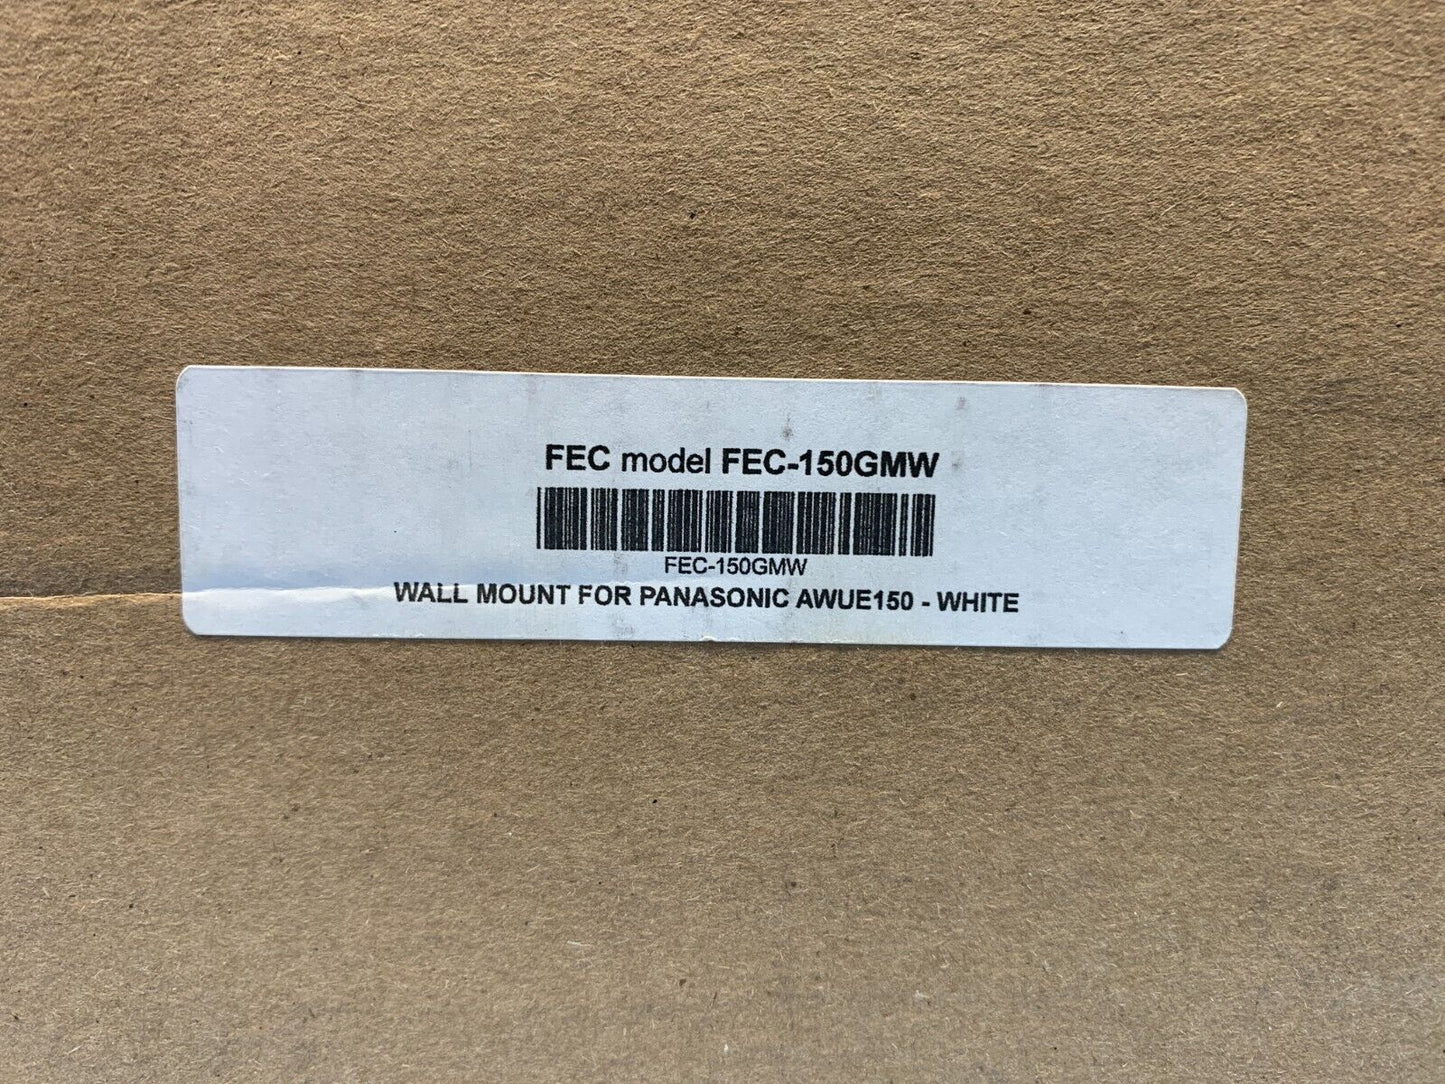 FEC model FEC-150GMW
FEC-150GMW
WALL MOUNT FOR PANASONIC AWUE150 - WHITE